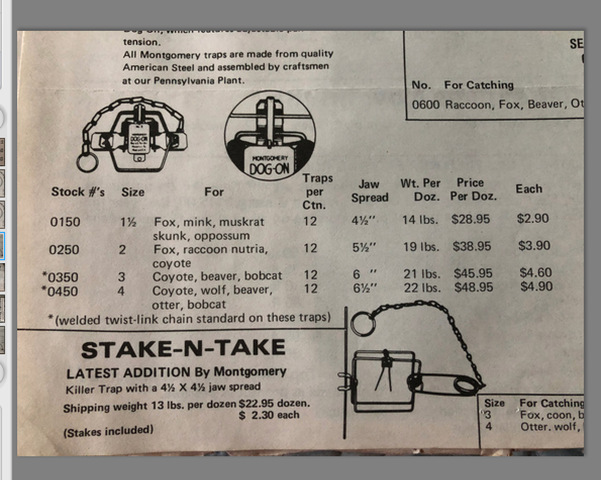 tension.
All Montgomery traps are made from quality
American Steel and assembled by craftsmen
at our Pennsylvania Plant.
SE
No. For Catching
0600 Raccoon, Fox, Beaver, Ot
MONTGOMERY
DOG-ON
DOG-ON
Stock #'s Size For Traps per Ctn. Jaw Spread Wt. Per Doz. Price Per Doz. Each
0150 1½ Fox, mink, muskrat 12 4½" 14 lbs. $28.95 $2.90
skunk, oppossum
0250 2 Fox, raccoon nutria, 12 5½" 19 lbs. $38.95 $3.90
coyote
*0350 3 Coyote, beaver, bobcat 12 6 " 21 lbs. $45.95 $4.60
*0450 4 Coyote, wolf, beaver, 12 6½" 22 lbs. $48.95 $4.90
otter, bobcat
*(welded twist-link chain standard on these traps)
STAKE-N-TAKE
LATEST ADDITION By Montgomery
Killer Trap with a 4½ X 4½ jaw spread
Shipping weight 13 lbs. per dozen $22.95 dozen.
$ 2.30 each
(Stakes included)
Size For Catching
3 Fox, coon, b
4 Otter. wolf,